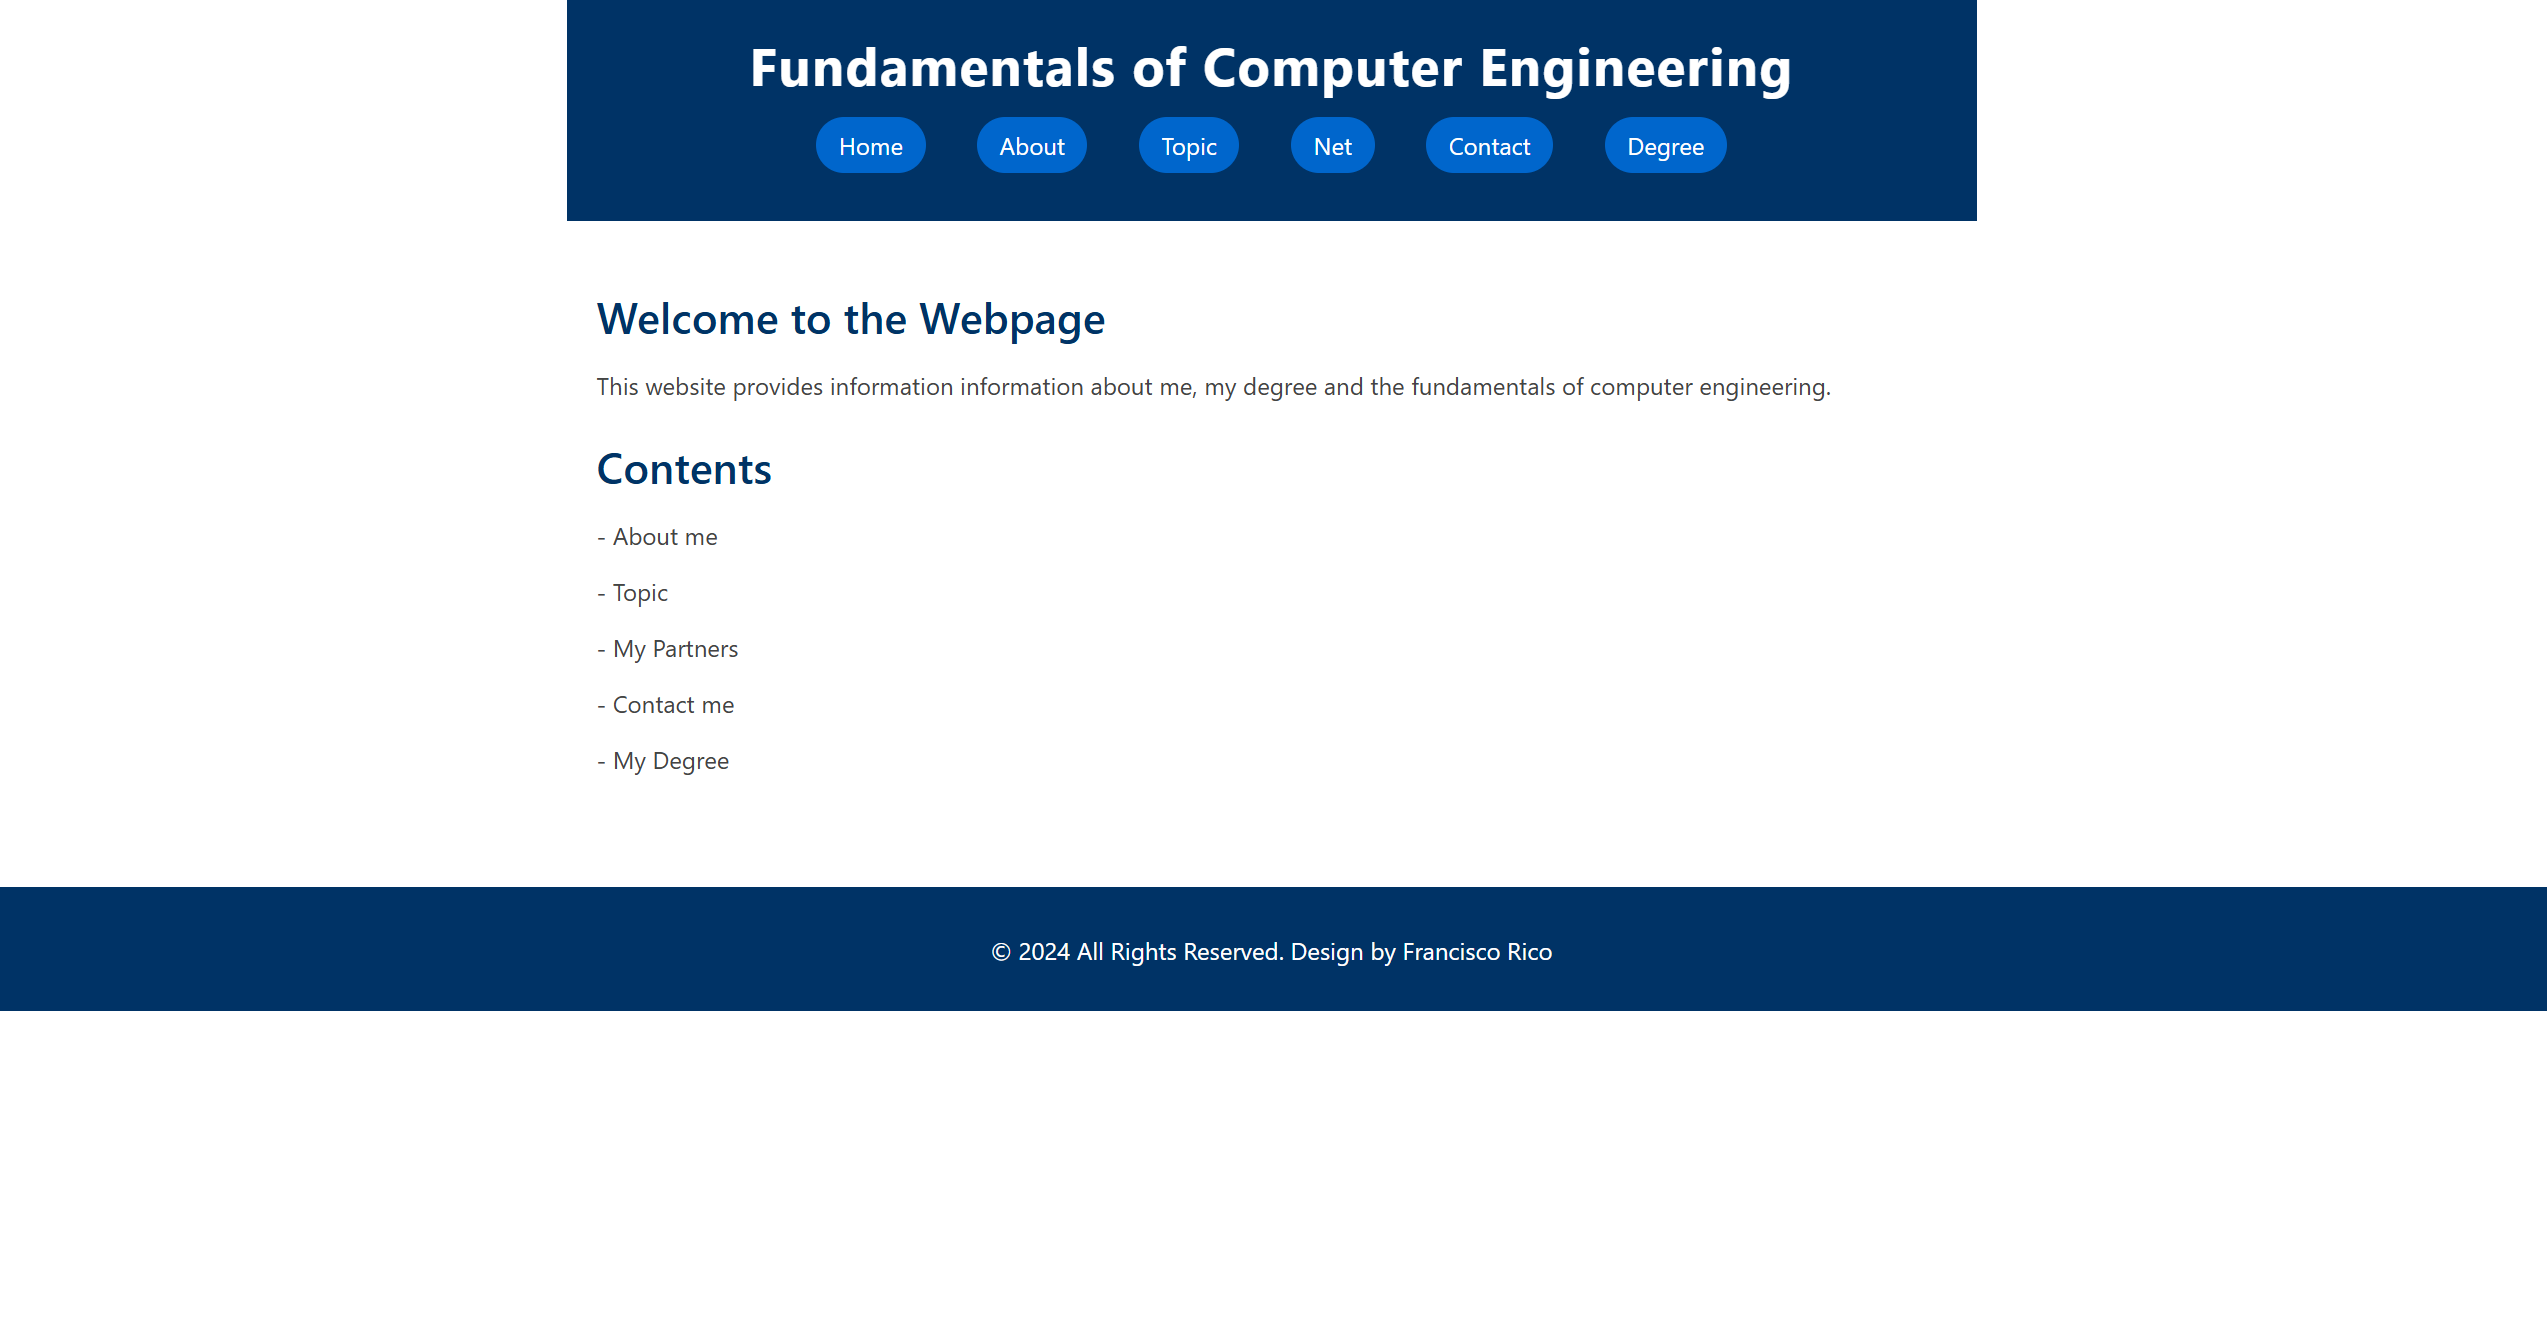 Fundamentals of Computer Engineering
Home About Topic Net Contact Degree
Welcome to the Webpage
This website provides information information about me, my degree and the fundamentals of computer engineering.
Contents
- About me
- Topic
- My Partners
- Contact me
- My Degree
© 2024 All Rights Reserved. Design by Francisco Rico